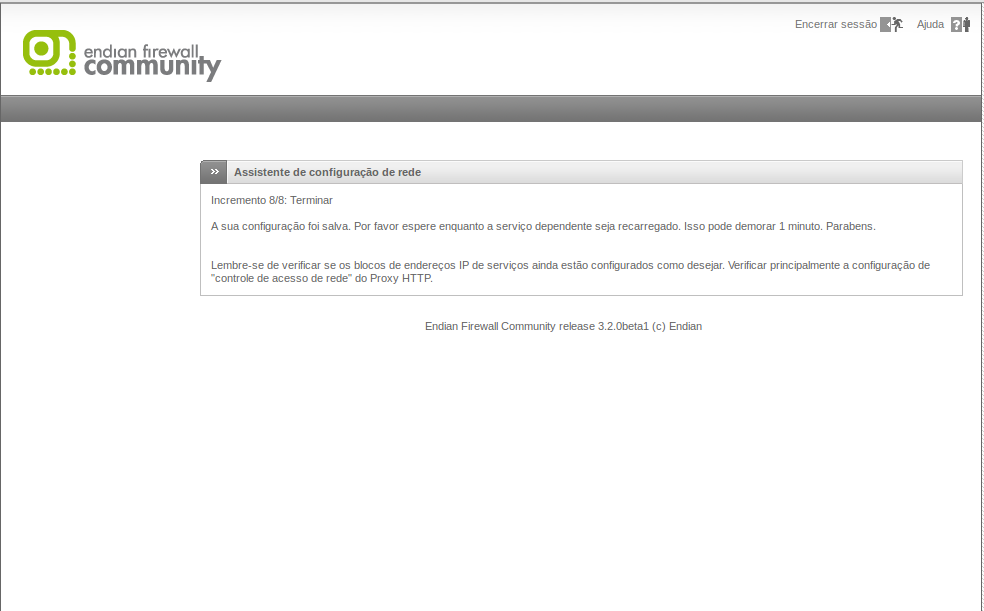 Encerrar sessão
Ajuda
endian firewall
community
Assistente de configuração de rede
Incremento 8/8: Terminar
A sua configuração foi salva. Por favor espere enquanto a serviço dependente seja recarregado. Isso pode demorar 1 minuto. Parabens.
Lembre-se de verificar se os blocos de endereços IP de serviços ainda estão configurados como desejar. Verificar principalmente a configuração de
"controle de acesso de rede" do Proxy HTTP.
Endian Firewall Community release 3.2.0beta1 (c) Endian